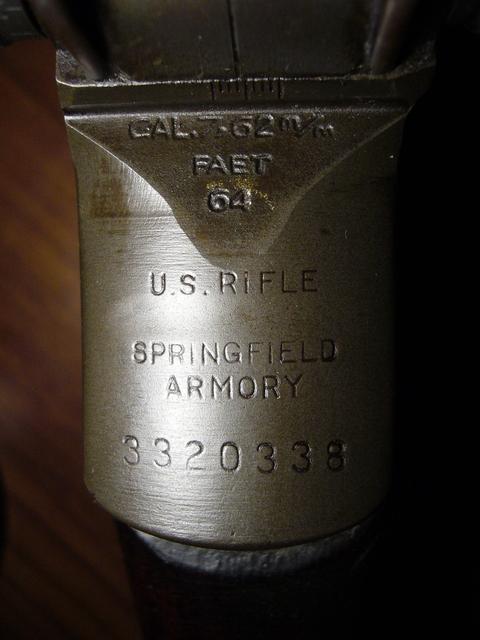 CAL.7.62 m/m
FAET
64
U.S. RIFLE
SPRINGFIELD
ARMORY
3320338